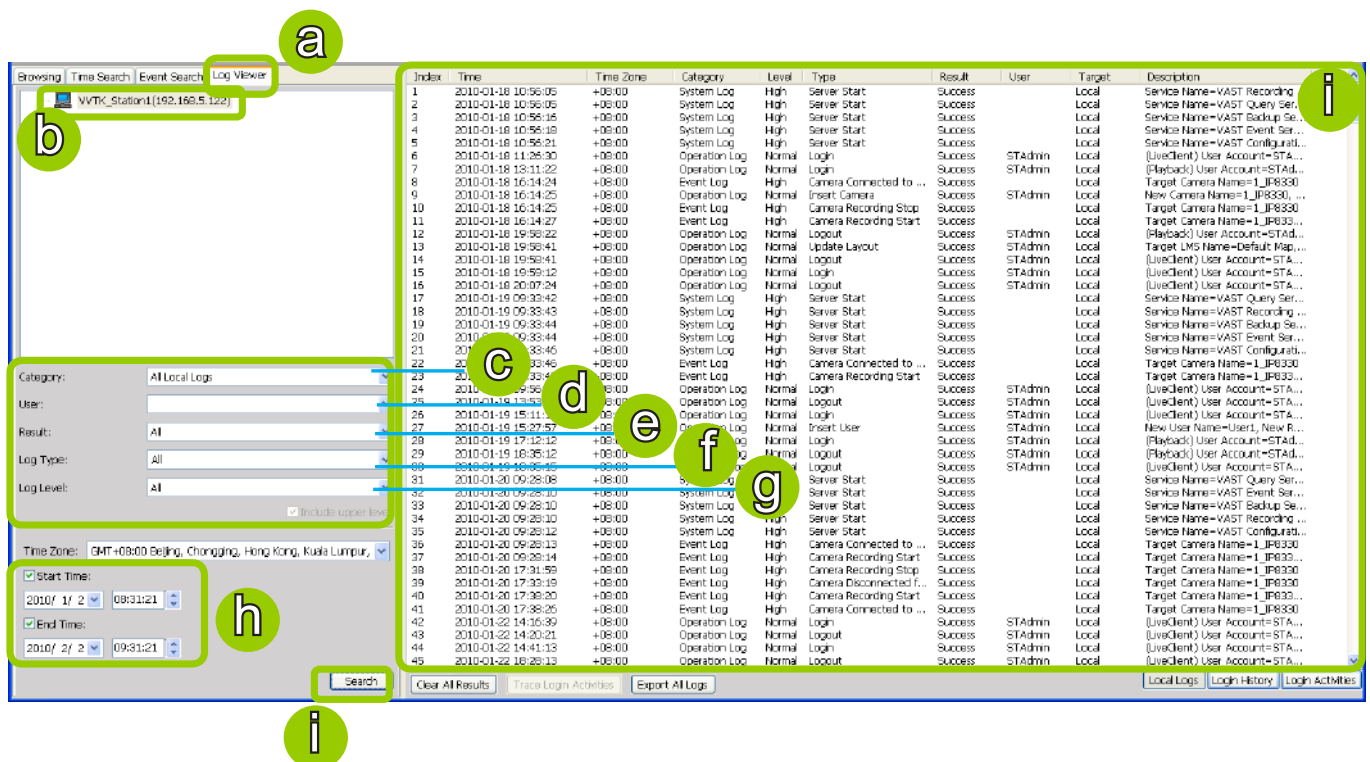 a
Browsing Time Search Event Search Log Viewer
b
VVTK_Station1(192.168.5.122)
Category: All Local Logs
User:
Result: All
Log Type: All
Log Level: All
Include upper level
c
d
e
f
g
Time Zone: GMT+08:00 Beijing, Chongqing, Hong Kong, Kuala Lumpur,
Start Time:
2010/ 1/ 2 08:31:21
End Time:
2010/ 2/ 2 09:31:21
h
Search
i
Index Time Time Zone Category Level Type Result User Target Description
i
1 2010-01-18 10:56:05 +08:00 System Log High Server Start Success Local Service Name=VAST Recording
2 2010-01-18 10:56:05 +08:00 System Log High Server Start Success Local Service Name=VAST Query Ser...
3 2010-01-18 10:56:16 +08:00 System Log High Server Start Success Local Service Name=VAST Backup Se...
4 2010-01-18 10:56:18 +08:00 System Log High Server Start Success Local Service Name=VAST Event Ser...
5 2010-01-18 10:56:21 +08:00 System Log High Server Start Success Local Service Name=VAST Configurati...
6 2010-01-18 11:26:30 +08:00 Operation Log Normal Login Success STAdmin Local (LiveClient) User Account=STA...
7 2010-01-18 13:11:22 +08:00 Operation Log Normal Login Success STAdmin Local (Playback) User Account=STAd...
8 2010-01-18 16:14:24 +08:00 Event Log High Camera Connected to ... Success Local Target Camera Name=1_IP8330
9 2010-01-18 16:14:25 +08:00 Operation Log Normal Insert Camera Success STAdmin Local New Camera Name=1_IP8330, ...
10 2010-01-18 16:14:25 +08:00 Event Log High Camera Recording Stop Success Local Target Camera Name=1_IP8330
11 2010-01-18 16:14:27 +08:00 Event Log High Camera Recording Start Success Local Target Camera Name=1_IP833...
12 2010-01-18 19:58:22 +08:00 Operation Log Normal Logout Success STAdmin Local (Playback) User Account=STAd...
13 2010-01-18 19:58:41 +08:00 Operation Log Normal Update Layout Success STAdmin Local Target LMS Name=Default Map,...
14 2010-01-18 19:58:41 +08:00 Operation Log Normal Logout Success STAdmin Local (LiveClient) User Account=STA...
15 2010-01-18 19:59:12 +08:00 Operation Log Normal Login Success STAdmin Local (LiveClient) User Account=STA...
16 2010-01-18 20:07:24 +08:00 Operation Log Normal Logout Success STAdmin Local (LiveClient) User Account=STA...
17 2010-01-19 09:33:42 +08:00 System Log High Server Start Success Local Service Name=VAST Query Ser...
18 2010-01-19 09:33:43 +08:00 System Log High Server Start Success Local Service Name=VAST Recording ...
19 2010-01-19 09:33:44 +08:00 System Log High Server Start Success Local Service Name=VAST Backup Se...
20 09:33:44 +08:00 System Log High Server Start Success Local Service Name=VAST Event Ser...
21 +08:00 System Log High Server Start Success Local Service Name=VAST Configurati...
22 +08:00 Event Log High Camera Connected to ... Success Local Target Camera Name=1_IP8330
23 +08:00 Event Log High Camera Recording Start Success Local Target Camera Name=1_IP833...
24 Operation Log Normal Login Success STAdmin Local (LiveClient) User Account=STA...
25 Operation Log Normal Logout Success STAdmin Local (LiveClient) User Account=STA...
26 2010-01-19 Operation Log Normal Login Success STAdmin Local (LiveClient) User Account=STA...
27 2010-01-19 15:27:57 Normal Insert User Success STAdmin Local New User Name=User1, New R...
28 2010-01-19 17:12:12 +08:00 Normal Login Success STAdmin Local (Playback) User Account=STAd...
29 2010-01-19 18:35:12 +08:00 Normal Logout Success STAdmin Local (Playback) User Account=STAd...
30 Logout Success STAdmin Local (LiveClient) User Account=STA...
31 2010-01-20 09:28:08 +08:00 Server Start Success Local Service Name=VAST Query Ser...
32 2010-01-20 09:28:10 +08:00 System Log Server Start Success Local Service Name=VAST Event Ser...
33 2010-01-20 09:28:10 +08:00 System Log Server Start Success Local Service Name=VAST Backup Se...
34 2010-01-20 09:28:10 +08:00 System Log High Server Start Success Local Service Name=VAST Recording ...
35 2010-01-20 09:28:12 +08:00 System Log High Server Start Success Local Service Name=VAST Configurati...
36 2010-01-20 09:28:13 +08:00 Event Log High Camera Connected to ... Success Local Target Camera Name=1_IP8330
37 2010-01-20 09:28:14 +08:00 Event Log High Camera Recording Start Success Local Target Camera Name=1_IP833...
38 2010-01-20 17:31:59 +08:00 Event Log High Camera Recording Stop Success Local Target Camera Name=1_IP8330
39 2010-01-20 17:33:19 +08:00 Event Log High Camera Disconnected f... Success Local Target Camera Name=1_IP8330
40 2010-01-20 17:38:20 +08:00 Event Log High Camera Recording Start Success Local Target Camera Name=1_IP833...
41 2010-01-20 17:38:26 +08:00 Event Log High Camera Connected to ... Success Local Target Camera Name=1_IP8330
42 2010-01-22 14:16:39 +08:00 Operation Log Normal Login Success STAdmin Local (LiveClient) User Account=STA...
43 2010-01-22 14:20:21 +08:00 Operation Log Normal Logout Success STAdmin Local (LiveClient) User Account=STA...
44 2010-01-22 14:41:13 +08:00 Operation Log Normal Login Success STAdmin Local (LiveClient) User Account=STA...
45 2010-01-22 18:28:13 +08:00 Operation Log Normal Logout Success STAdmin Local (LiveClient) User Account=STA...
Clear All Results Trace Login Activities Export All Logs Local Logs Login History Login Activities